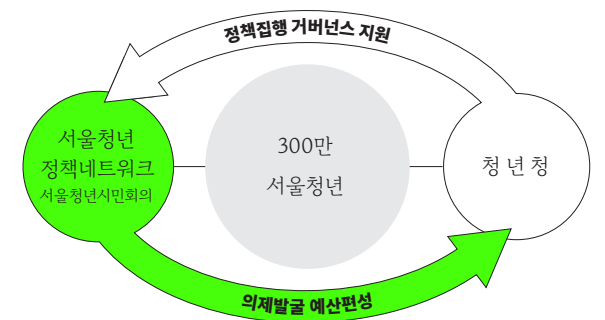 정책집행 거버넌스 지원
서울청년
정책네트워크
서울청년시민회의
300만
서울청년
청년청
의제발굴 예산편성